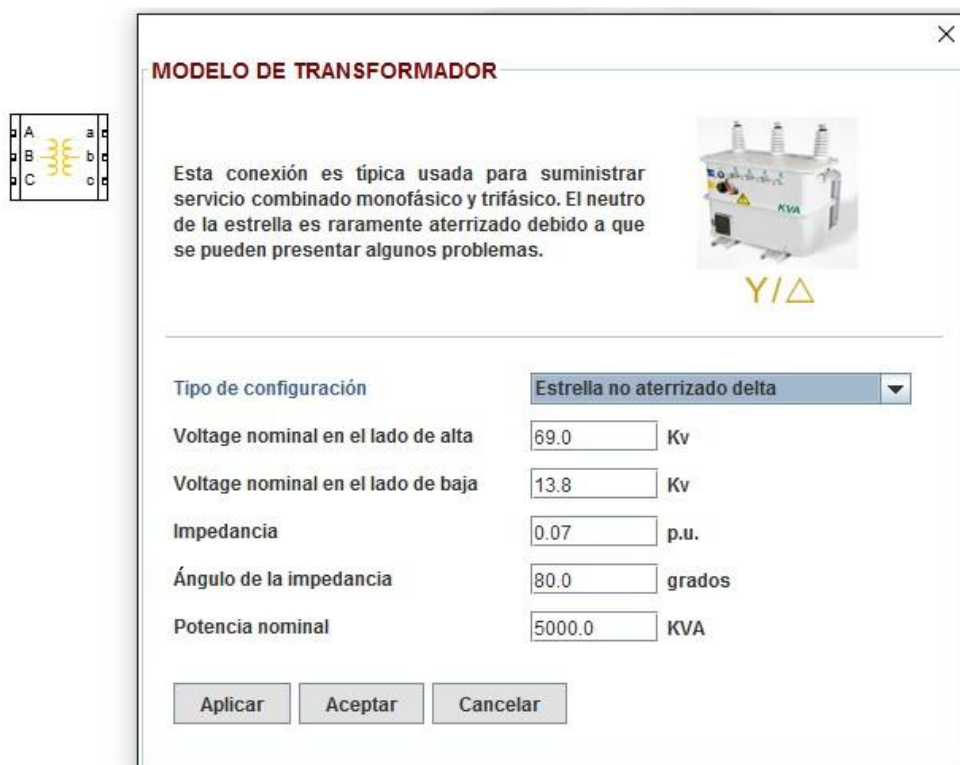 MODELO DE TRANSFORMADOR
A a
B b
C c
Esta conexión es típica usada para suministrar
servicio combinado monofásico y trifásico. El neutro
de la estrella es raramente aterrizado debido a que
se pueden presentar algunos problemas.
KVA
Y/△
Tipo de configuración Estrella no aterrizado delta
Voltage nominal en el lado de alta 69.0 Kv
Voltage nominal en el lado de baja 13.8 Kv
Impedancia 0.07 p.u.
Ángulo de la impedancia 80.0 grados
Potencia nominal 5000.0 KVA
Aplicar Aceptar Cancelar